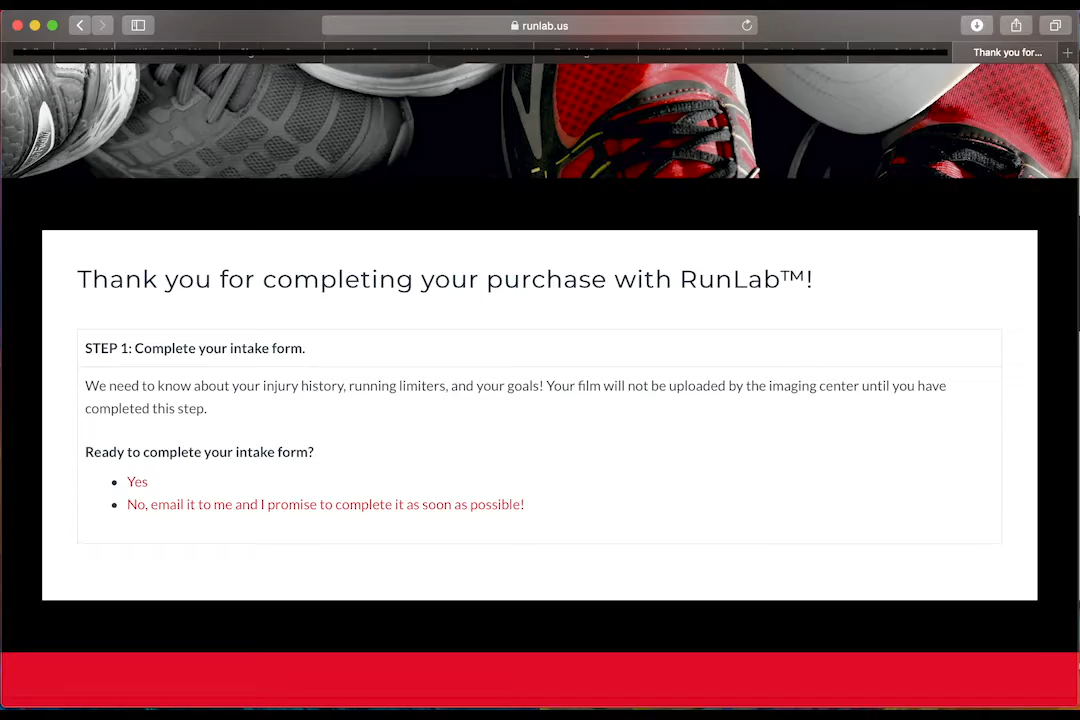 runlab.us
Thank you for...
Thank you for completing your purchase with RunLab™!
STEP 1: Complete your intake form.
We need to know about your injury history, running limiters, and your goals! Your film will not be uploaded by the imaging center until you have
completed this step.
Ready to complete your intake form?
Yes
No, email it to me and I promise to complete it as soon as possible!